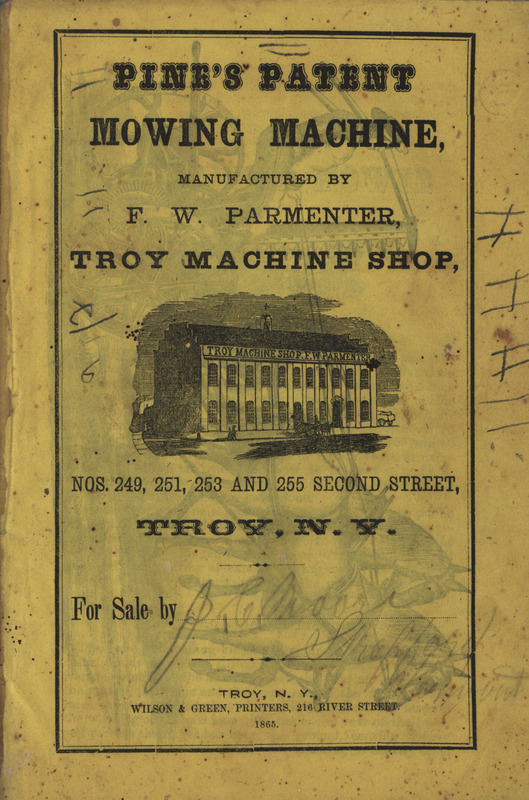 PINE'S PATENT
MOWING MACHINE,
MANUFACTURED BY
F. W. PARMENTER,
TROY MACHINE SHOP,
TROY MACHINE SHOP. F. W. PARMENTER
NOS. 249, 251, 253 AND 255 SECOND STREET,
TROY, N. Y.
For Sale by J. C. Moore
TROY, N. Y.,
WILSON & GREEN, PRINTERS, 216 RIVER STREET.
1865.